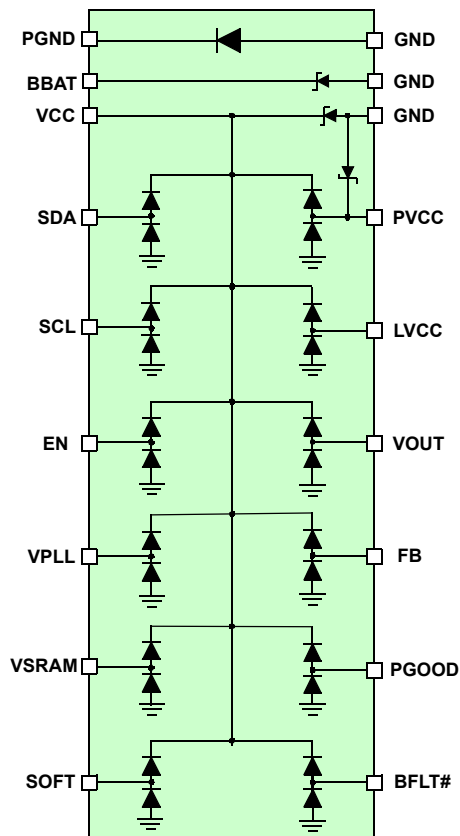 PGND GND
BBAT GND
VCC GND
SDA PVCC
SCL LVCC
EN VOUT
VPLL FB
VSRAM PGOOD
SOFT BFLT#